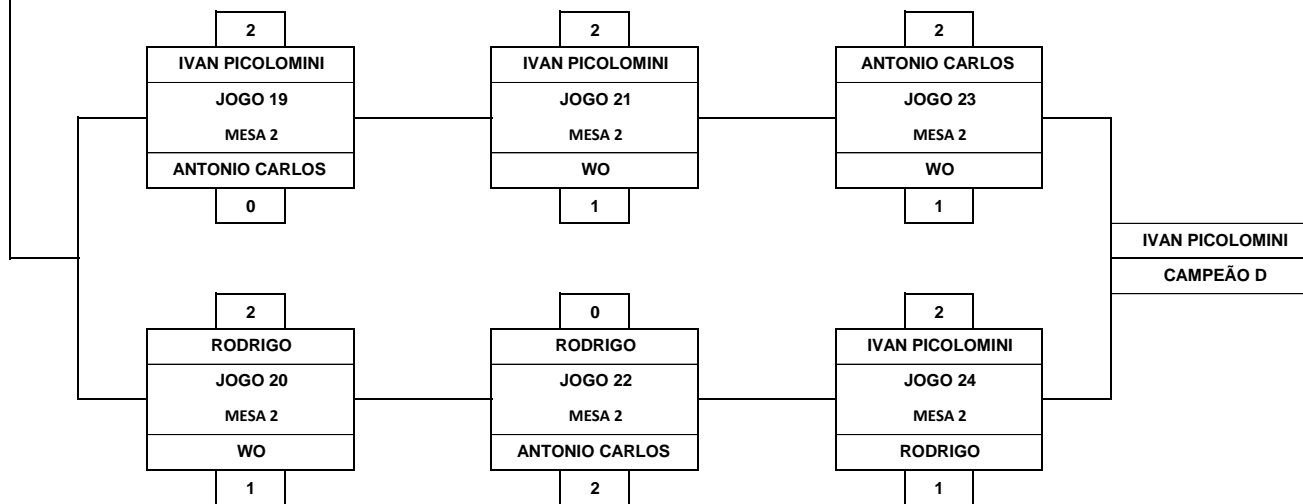 2
IVAN PICOLOMINI
JOGO 19
MESA 2
ANTONIO CARLOS
0
2
IVAN PICOLOMINI
JOGO 21
MESA 2
WO
1
2
ANTONIO CARLOS
JOGO 23
MESA 2
WO
1
IVAN PICOLOMINI
CAMPEÃO D
2
RODRIGO
JOGO 20
MESA 2
WO
1
0
RODRIGO
JOGO 22
MESA 2
ANTONIO CARLOS
2
2
IVAN PICOLOMINI
JOGO 24
MESA 2
RODRIGO
1